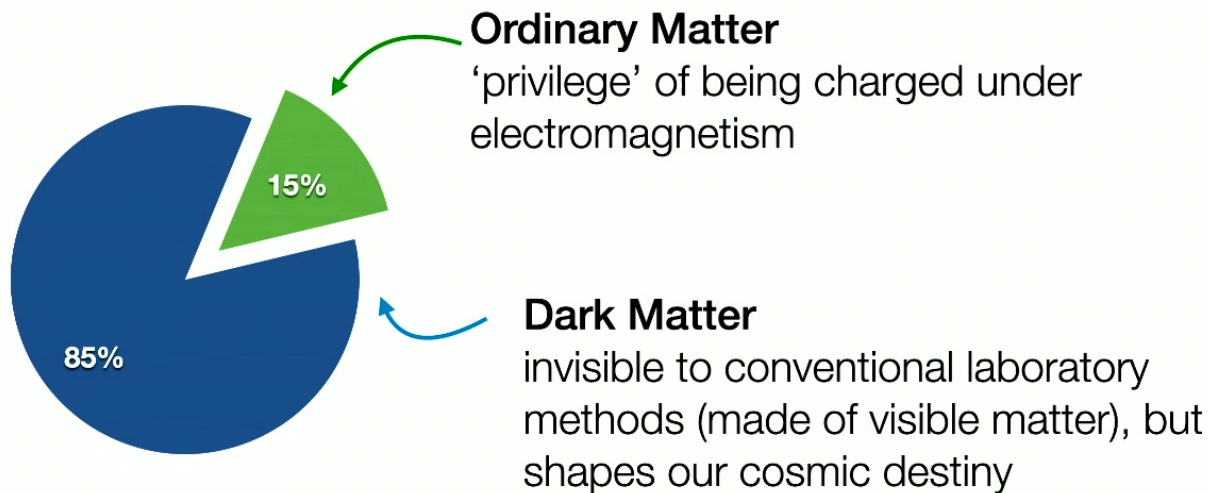 Ordinary Matter
‘privilege’ of being charged under
electromagnetism
15%
85%
Dark Matter
invisible to conventional laboratory
methods (made of visible matter), but
shapes our cosmic destiny